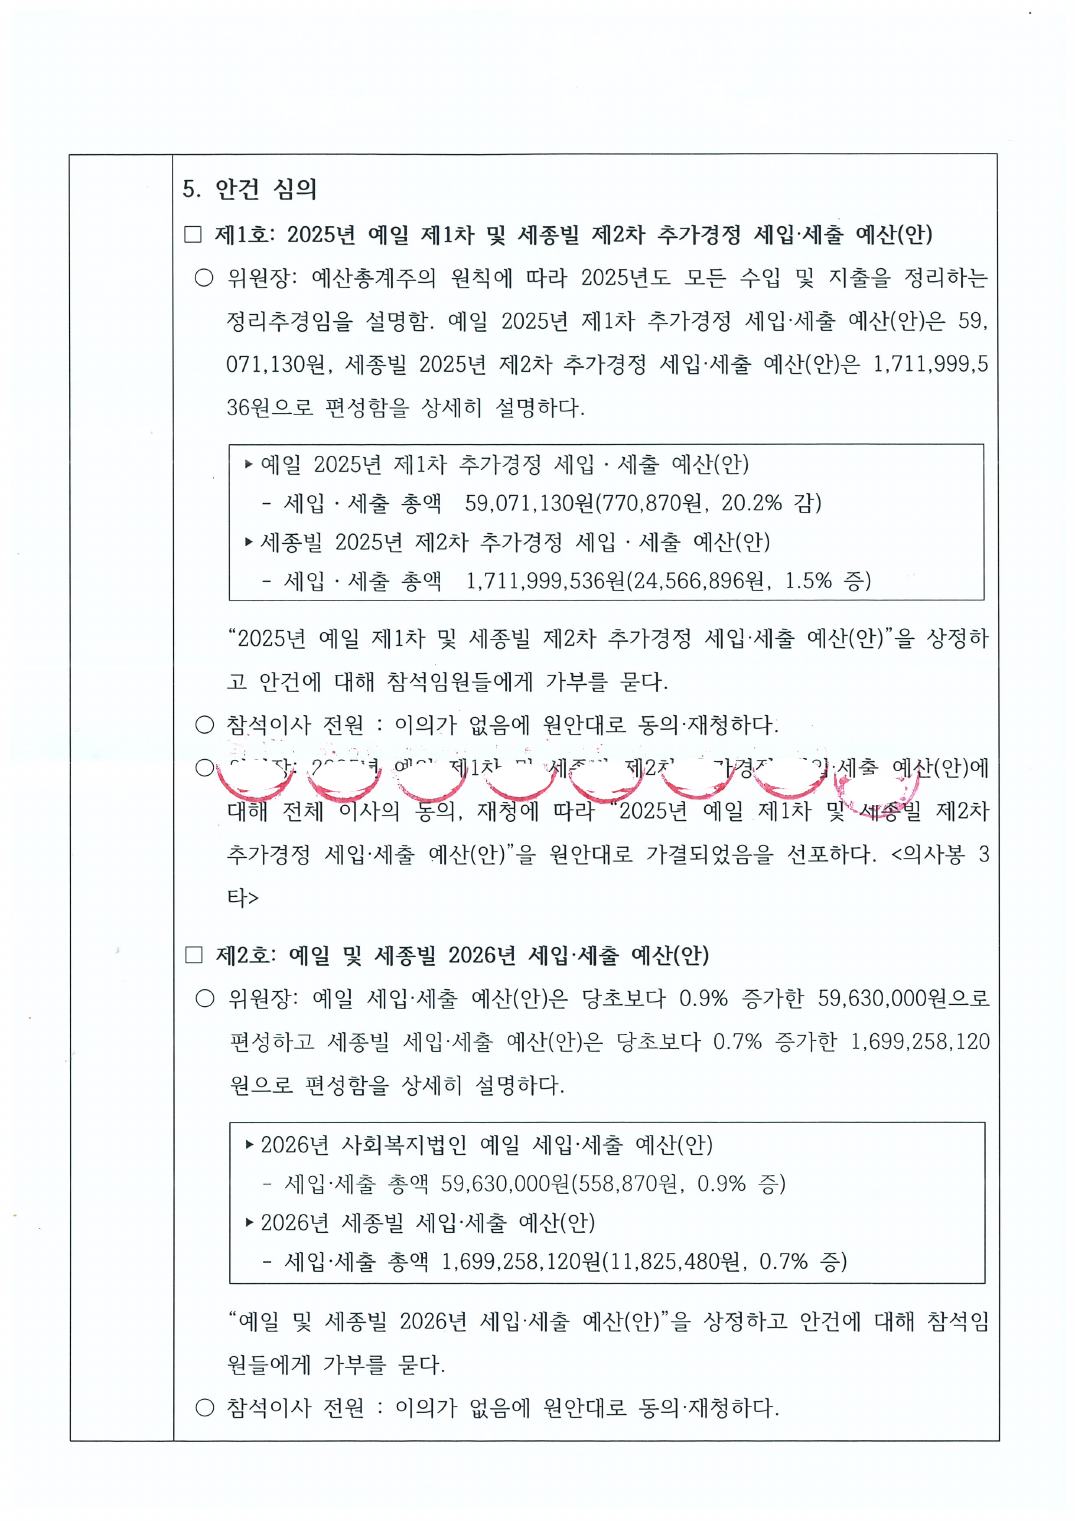 5. 안건 심의
□ 제1호: 2025년 예일 제1차 및 세종빌 제2차 추가경정 세입·세출 예산(안)
○ 위원장: 예산총계주의 원칙에 따라 2025년도 모든 수입 및 지출을 정리하는
정리추경임을 설명함. 예일 2025년 제1차 추가경정 세입·세출 예산(안)은 59,
071,130원, 세종빌 2025년 제2차 추가경정 세입·세출 예산(안)은 1,711,999,5
36원으로 편성함을 상세히 설명하다.
▸예일 2025년 제1차 추가경정 세입·세출 예산(안)
- 세입·세출 총액 59,071,130원(770,870원, 20.2% 감)
▸세종빌 2025년 제2차 추가경정 세입·세출 예산(안)
- 세입·세출 총액 1,711,999,536원(24,566,896원, 1.5% 증)
“2025년 예일 제1차 및 세종빌 제2차 추가경정 세입·세출 예산(안)”을 상정하
고 안건에 대해 참석임원들에게 가부를 묻다.
○ 참석이사 전원 : 이의가 없음에 원안대로 동의·재청하다.
○ 제1차 제2차 ·세출 예산(안)에
대해 전체 이사의 동의, 재청에 따라 “2025년 예일 제1차 및 세종빌 제2차
추가경정 세입·세출 예산(안)”을 원안대로 가결되었음을 선포하다. <의사봉 3
타>
□ 제2호: 예일 및 세종빌 2026년 세입·세출 예산(안)
○ 위원장: 예일 세입·세출 예산(안)은 당초보다 0.9% 증가한 59,630,000원으로
편성하고 세종빌 세입·세출 예산(안)은 당초보다 0.7% 증가한 1,699,258,120
원으로 편성함을 상세히 설명하다.
▸2026년 사회복지법인 예일 세입·세출 예산(안)
- 세입·세출 총액 59,630,000원(558,870원, 0.9% 증)
▸2026년 세종빌 세입·세출 예산(안)
- 세입·세출 총액 1,699,258,120원(11,825,480원, 0.7% 증)
“예일 및 세종빌 2026년 세입·세출 예산(안)”을 상정하고 안건에 대해 참석임
원들에게 가부를 묻다.
○ 참석이사 전원 : 이의가 없음에 원안대로 동의·재청하다.